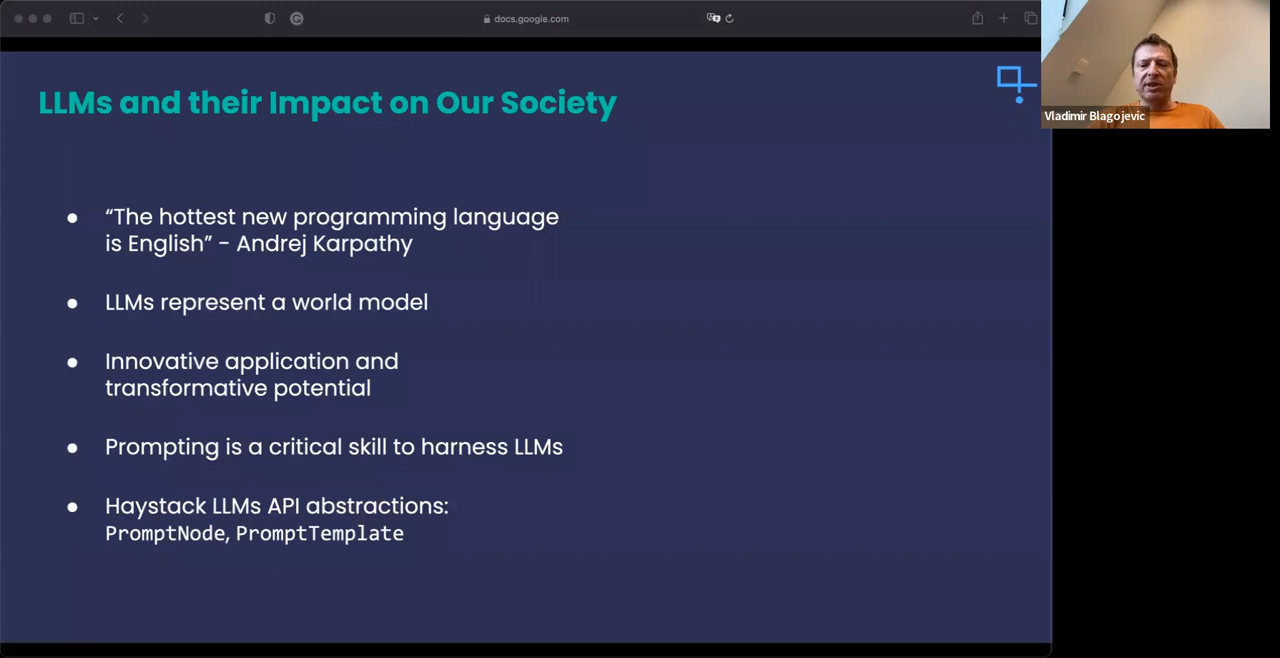 docs.google.com
LLMs and their Impact on Our Society
Vladimir Blagojevic
● “The hottest new programming language
is English” - Andrej Karpathy
● LLMs represent a world model
● Innovative application and
transformative potential
● Prompting is a critical skill to harness LLMs
● Haystack LLMs API abstractions:
PromptNode, PromptTemplate